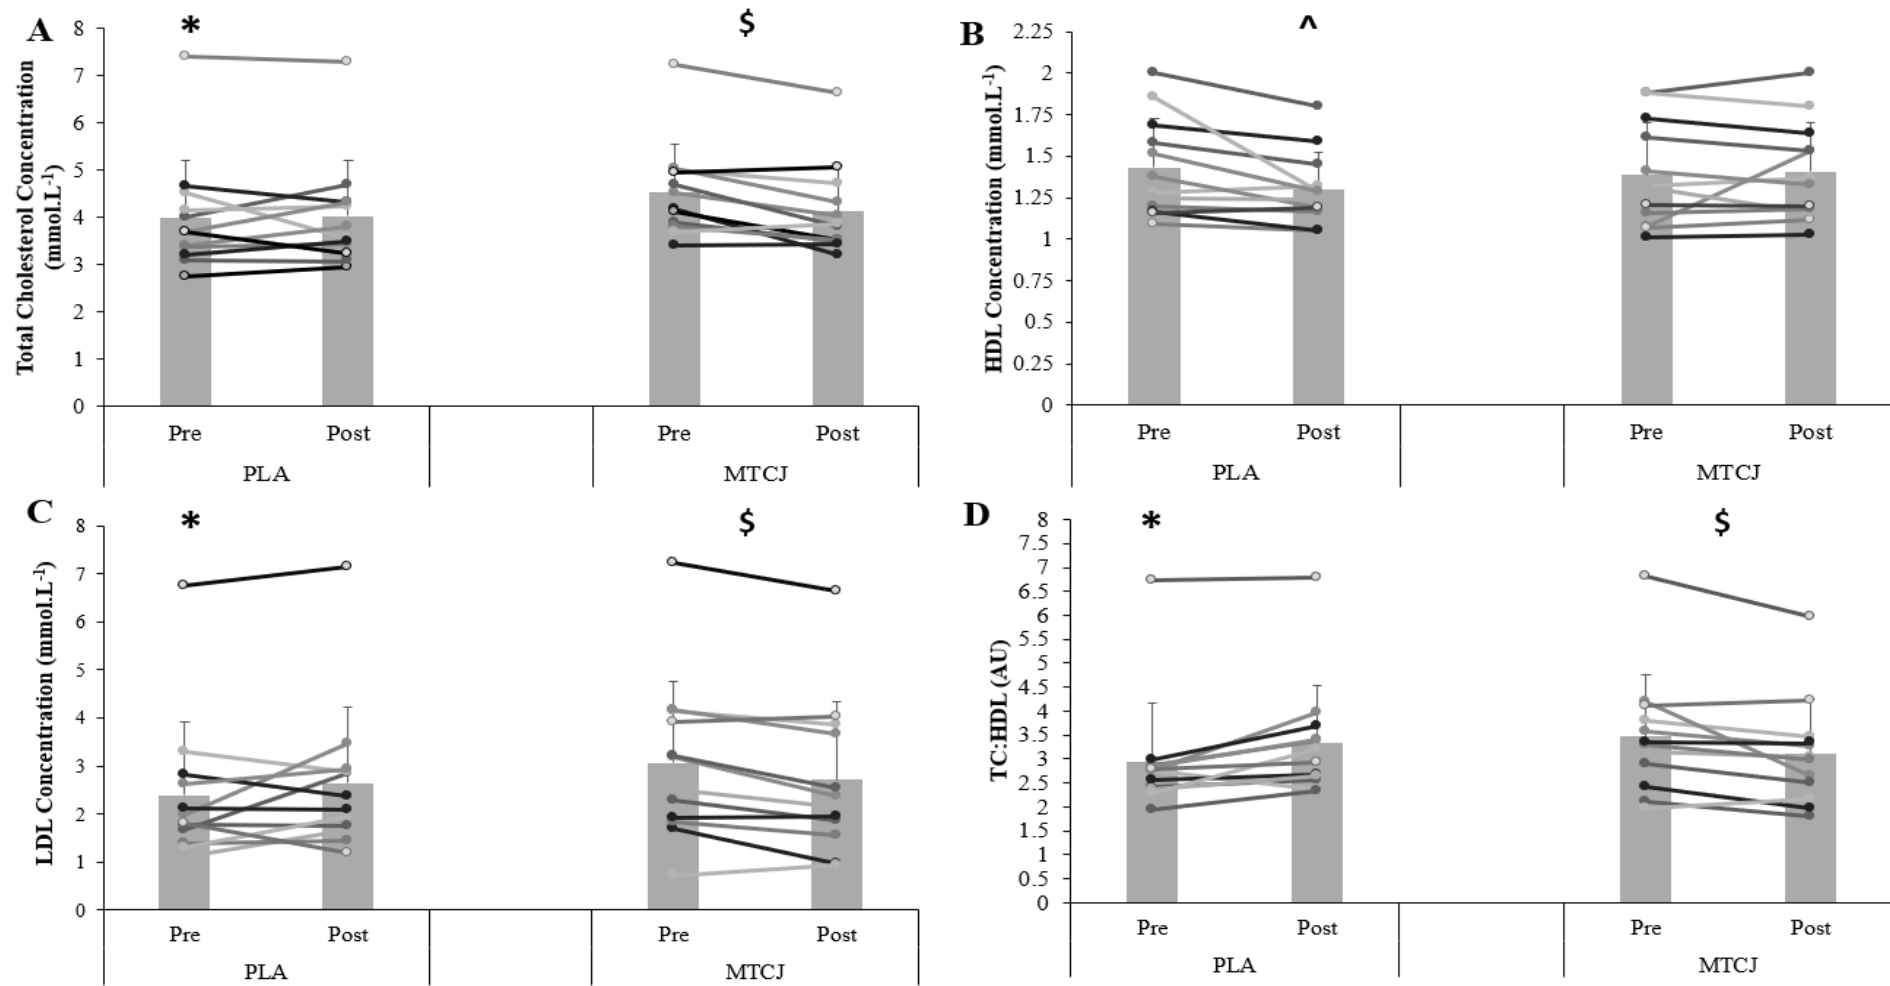 A
*
$
Total Cholesterol Concentration
(mmol.L-1)
8
7
6
5
4
3
2
1
0
Pre
Post
Pre
Post
PLA
MTCJ
B
^
HDL Concentration (mmol.L-1)
2.25
2
1.75
1.5
1.25
1
0.75
0.5
0.25
0
Pre
Post
Pre
Post
PLA
MTCJ
C
*
$
LDL Concentration (mmol.L-1)
8
7
6
5
4
3
2
1
0
Pre
Post
Pre
Post
PLA
MTCJ
D
*
$
TC:HDL (AU)
8
7.5
7
6.5
6
5.5
5
4.5
4
3.5
3
2.5
2
1.5
1
0.5
0
Pre
Post
Pre
Post
PLA
MTCJ